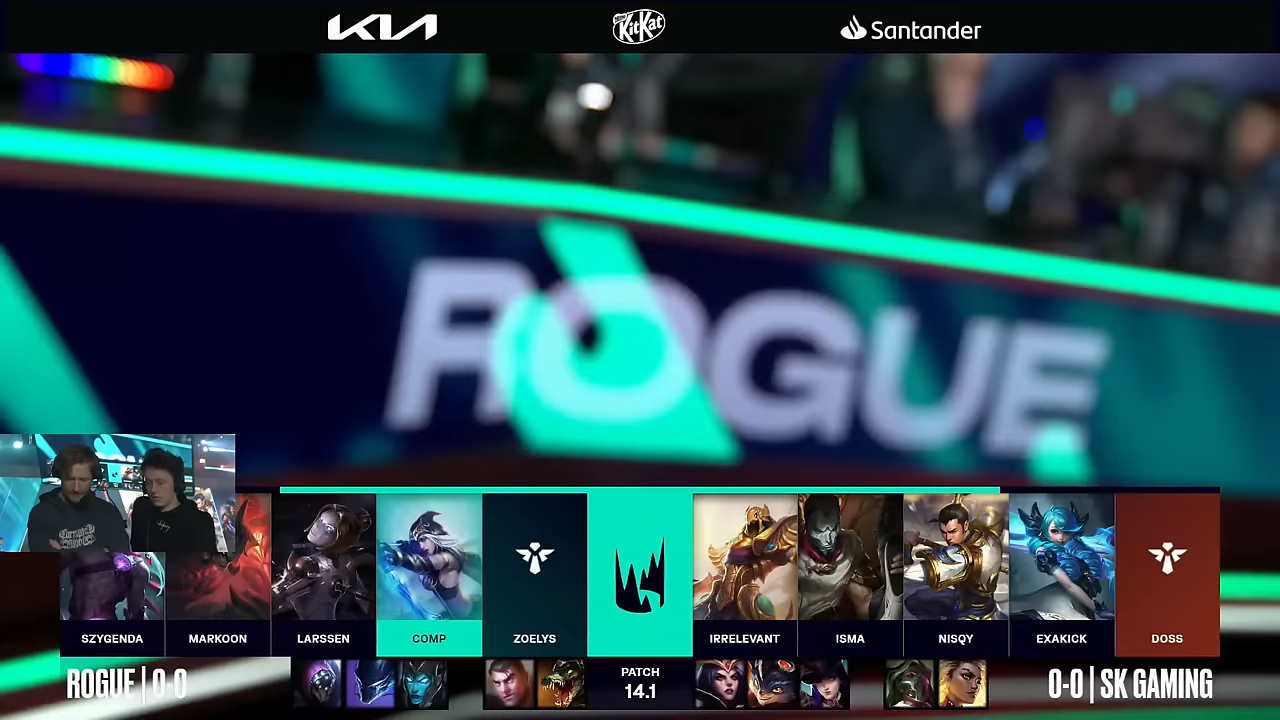 KIA
KitKat
Santander
ROGUE
SZYGENDA
MARKOON
LARSSEN
COMP
ZOELYS
IRRELEVANT
ISMA
NISQY
EXAKICK
DOSS
ROGUE | 0-0
PATCH
14.1
0-0 | SK GAMING